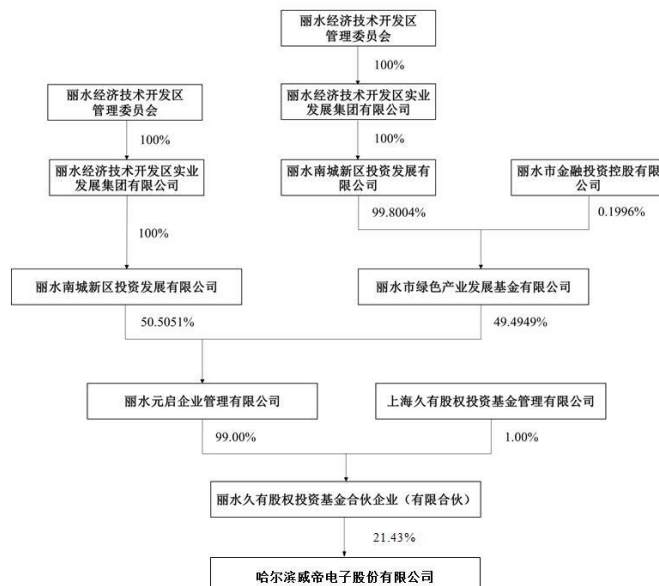 丽水经济技术开发区
管理委员会
100%
丽水经济技术开发区
管理委员会
丽水经济技术开发区实业
发展集团有限公司
100%
100%
丽水经济技术开发区实业
发展集团有限公司
丽水南城新区投资发展有
限公司
丽水市金融投资控股有限
公司
99.8004%
0.1996%
100%
丽水南城新区投资发展有限公司
丽水市绿色产业发展基金有限公司
50.5051%
49.4949%
丽水元启企业管理有限公司
上海久有股权投资基金管理有限公司
99.00%
1.00%
丽水久有股权投资基金合伙企业（有限合伙）
21.43%
哈尔滨威帝电子股份有限公司